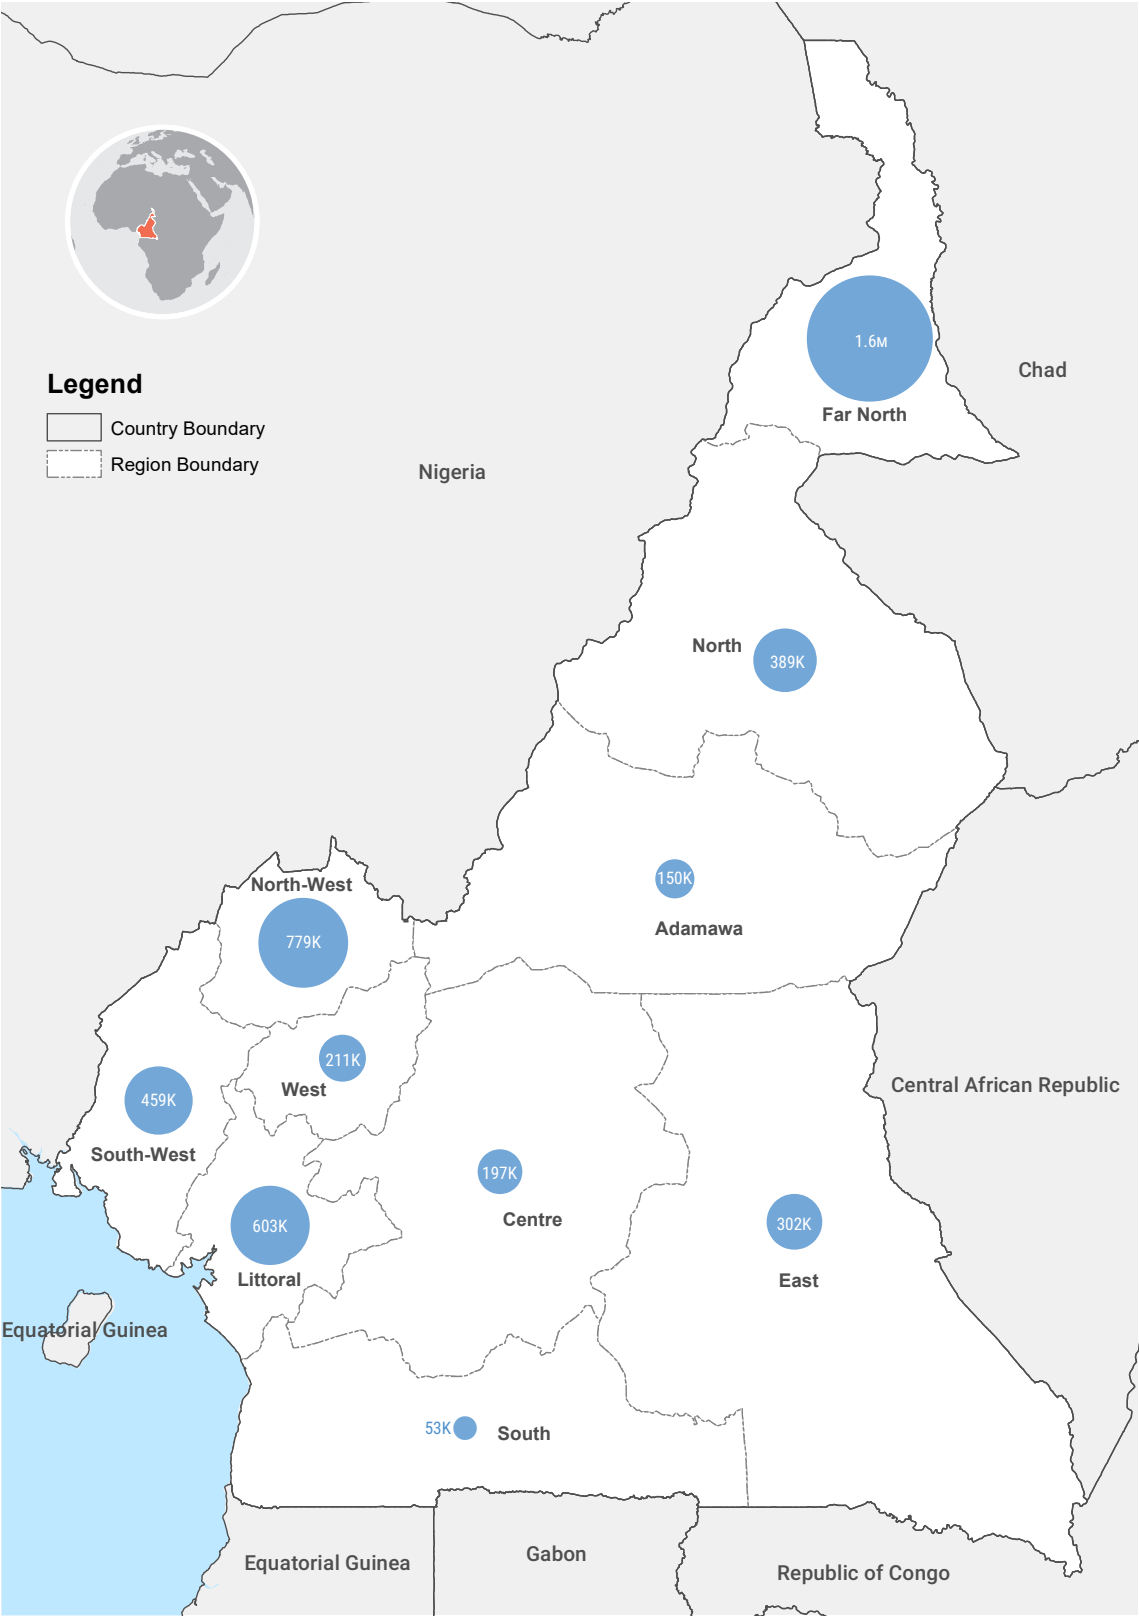 1.6M
Chad
Legend
Far North
Country Boundary
Region Boundary
Nigeria
North
389K
150K
North-West
Adamawa
779K
211K
West
Central African Republic
459K
South-West
197K
Centre
302K
603K
Littoral
East
Equatorial Guinea
53K
South
Gabon
Equatorial Guinea
Republic of Congo